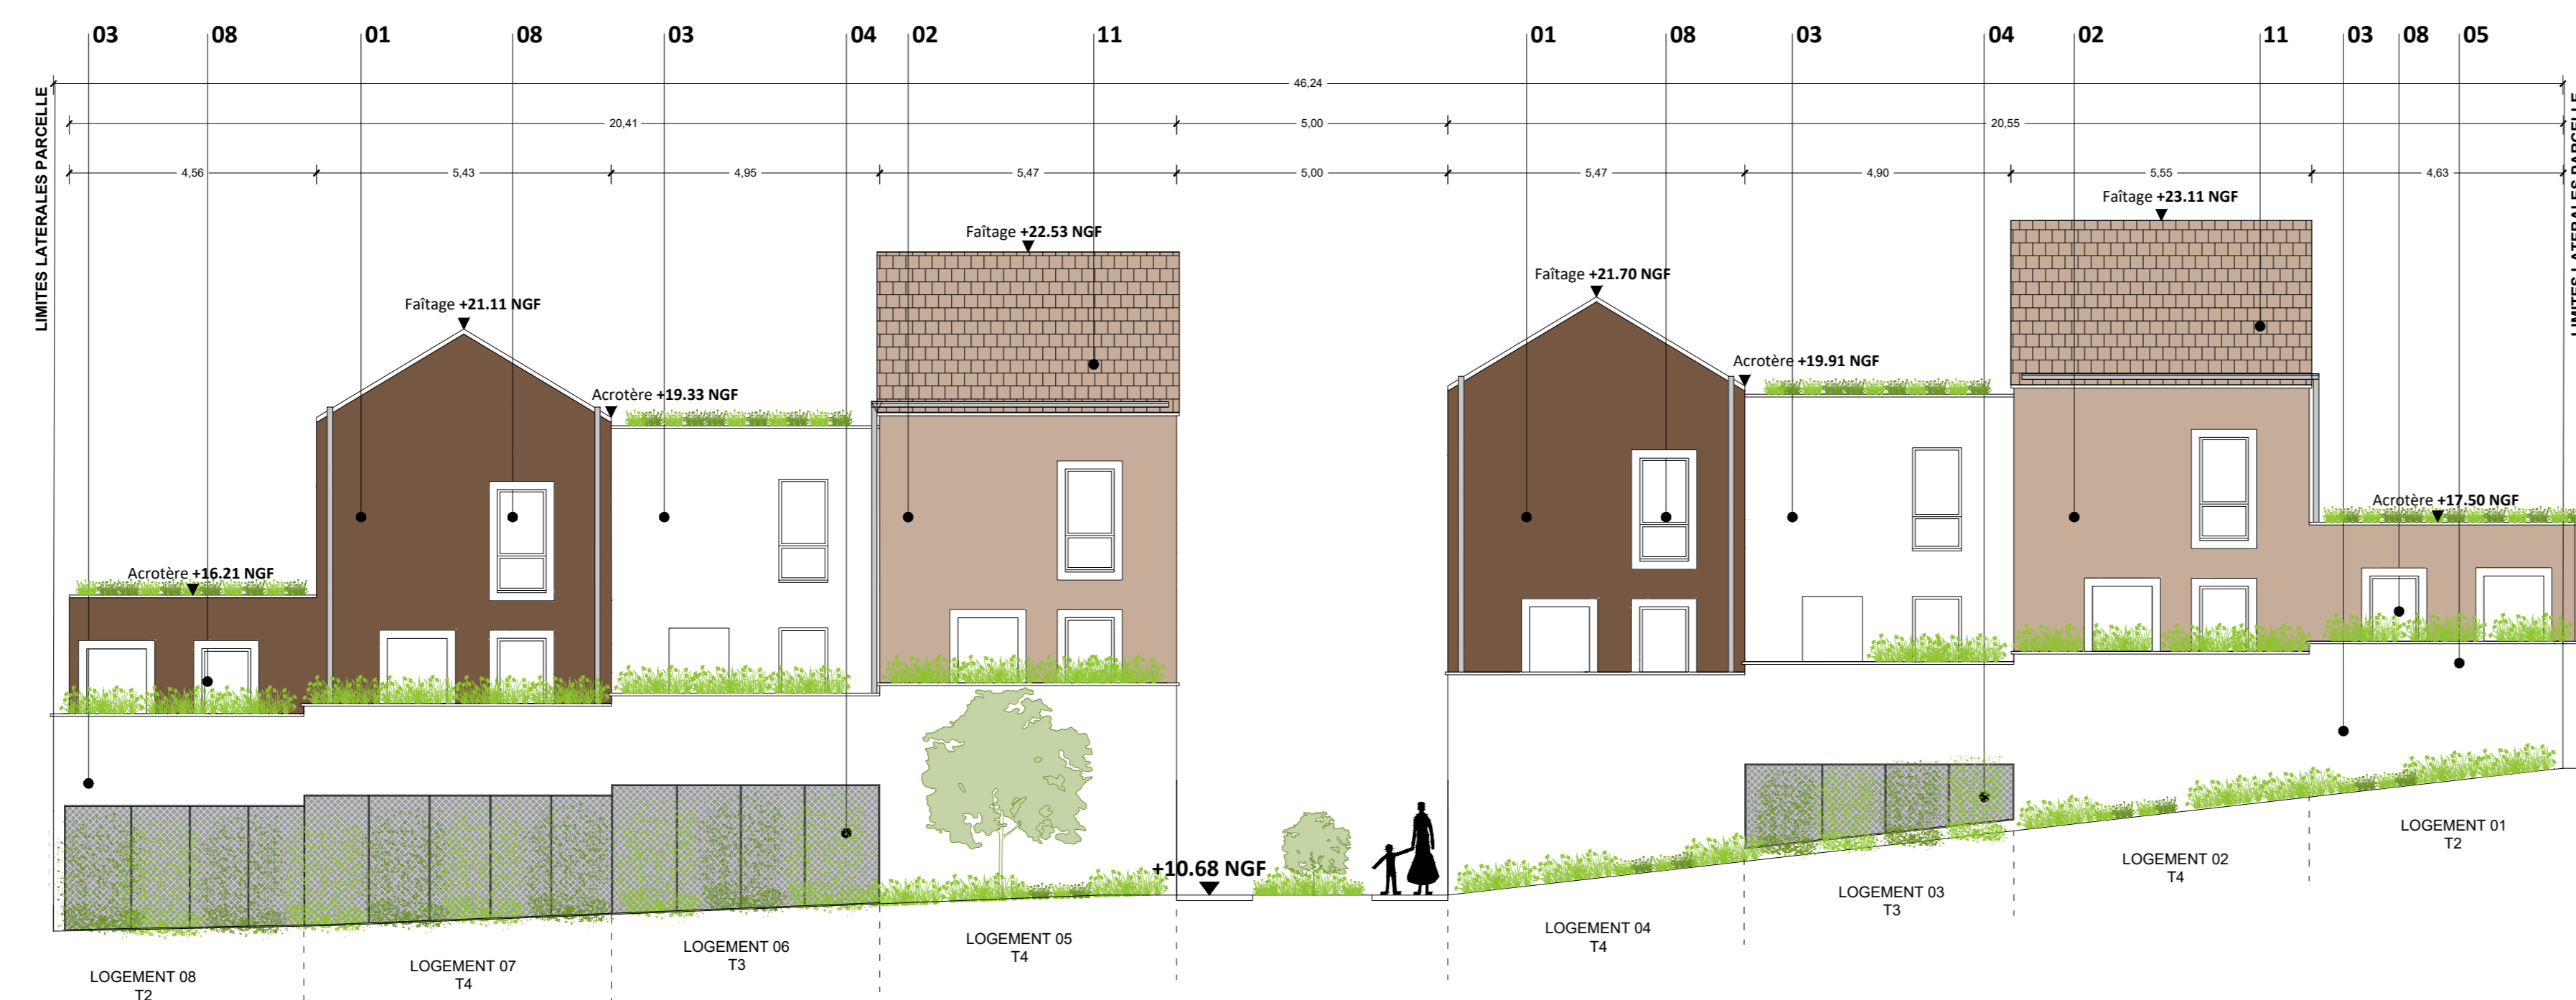 03 08 01 08 03 04 02 11 01 08 03 04 02 11 03 08 05
46,24
20,41 5,00 20,55
4,56 5,43 4,95 5,47 5,00 5,47 4,90 5,55 4,63
LIMITES LATERALES PARCELLE
LIMITES LATERALES PARCELLE
Faîtage +23.11 NGF
Faîtage +22.53 NGF
Faîtage +21.70 NGF
Faîtage +21.11 NGF
Acrotère +19.91 NGF
Acrotère +19.33 NGF
Acrotère +17.50 NGF
Acrotère +16.21 NGF
+10.68 NGF
LOGEMENT 08
T2
LOGEMENT 07
T4
LOGEMENT 06
T3
LOGEMENT 05
T4
LOGEMENT 04
T4
LOGEMENT 03
T3
LOGEMENT 02
T4
LOGEMENT 01
T2